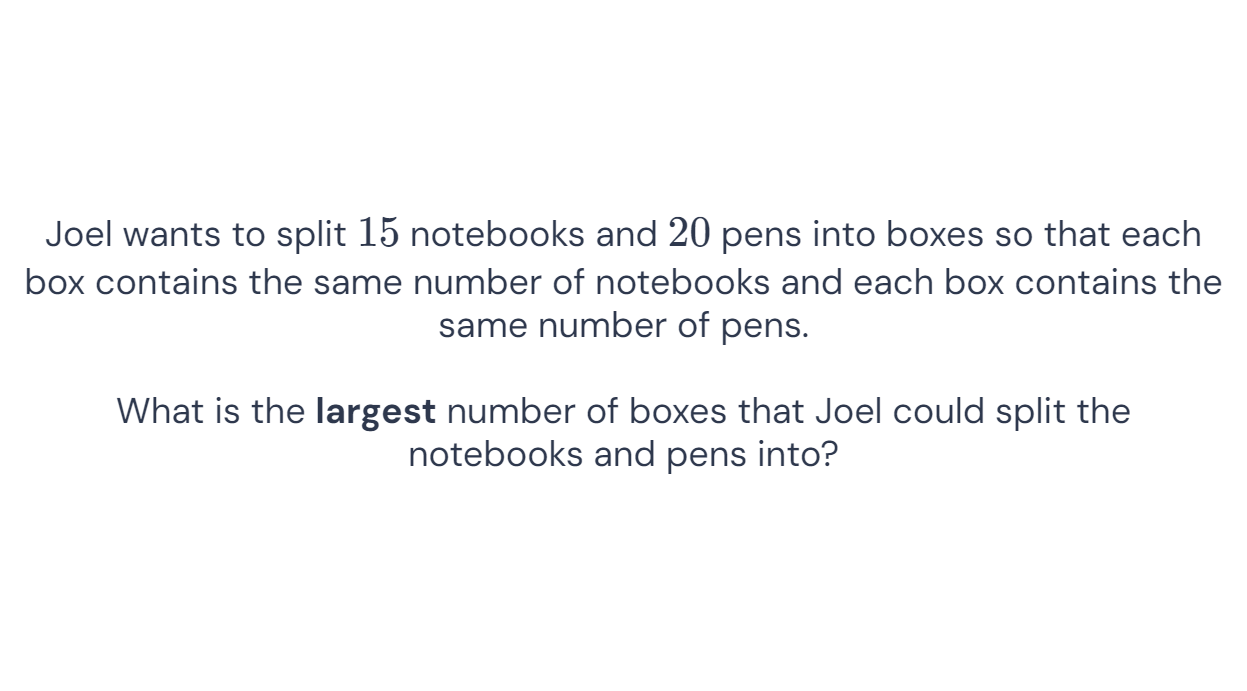 Joel wants to split 15 notebooks and 20 pens into boxes so that each
box contains the same number of notebooks and each box contains the
same number of pens.
What is the largest number of boxes that Joel could split the
notebooks and pens into?